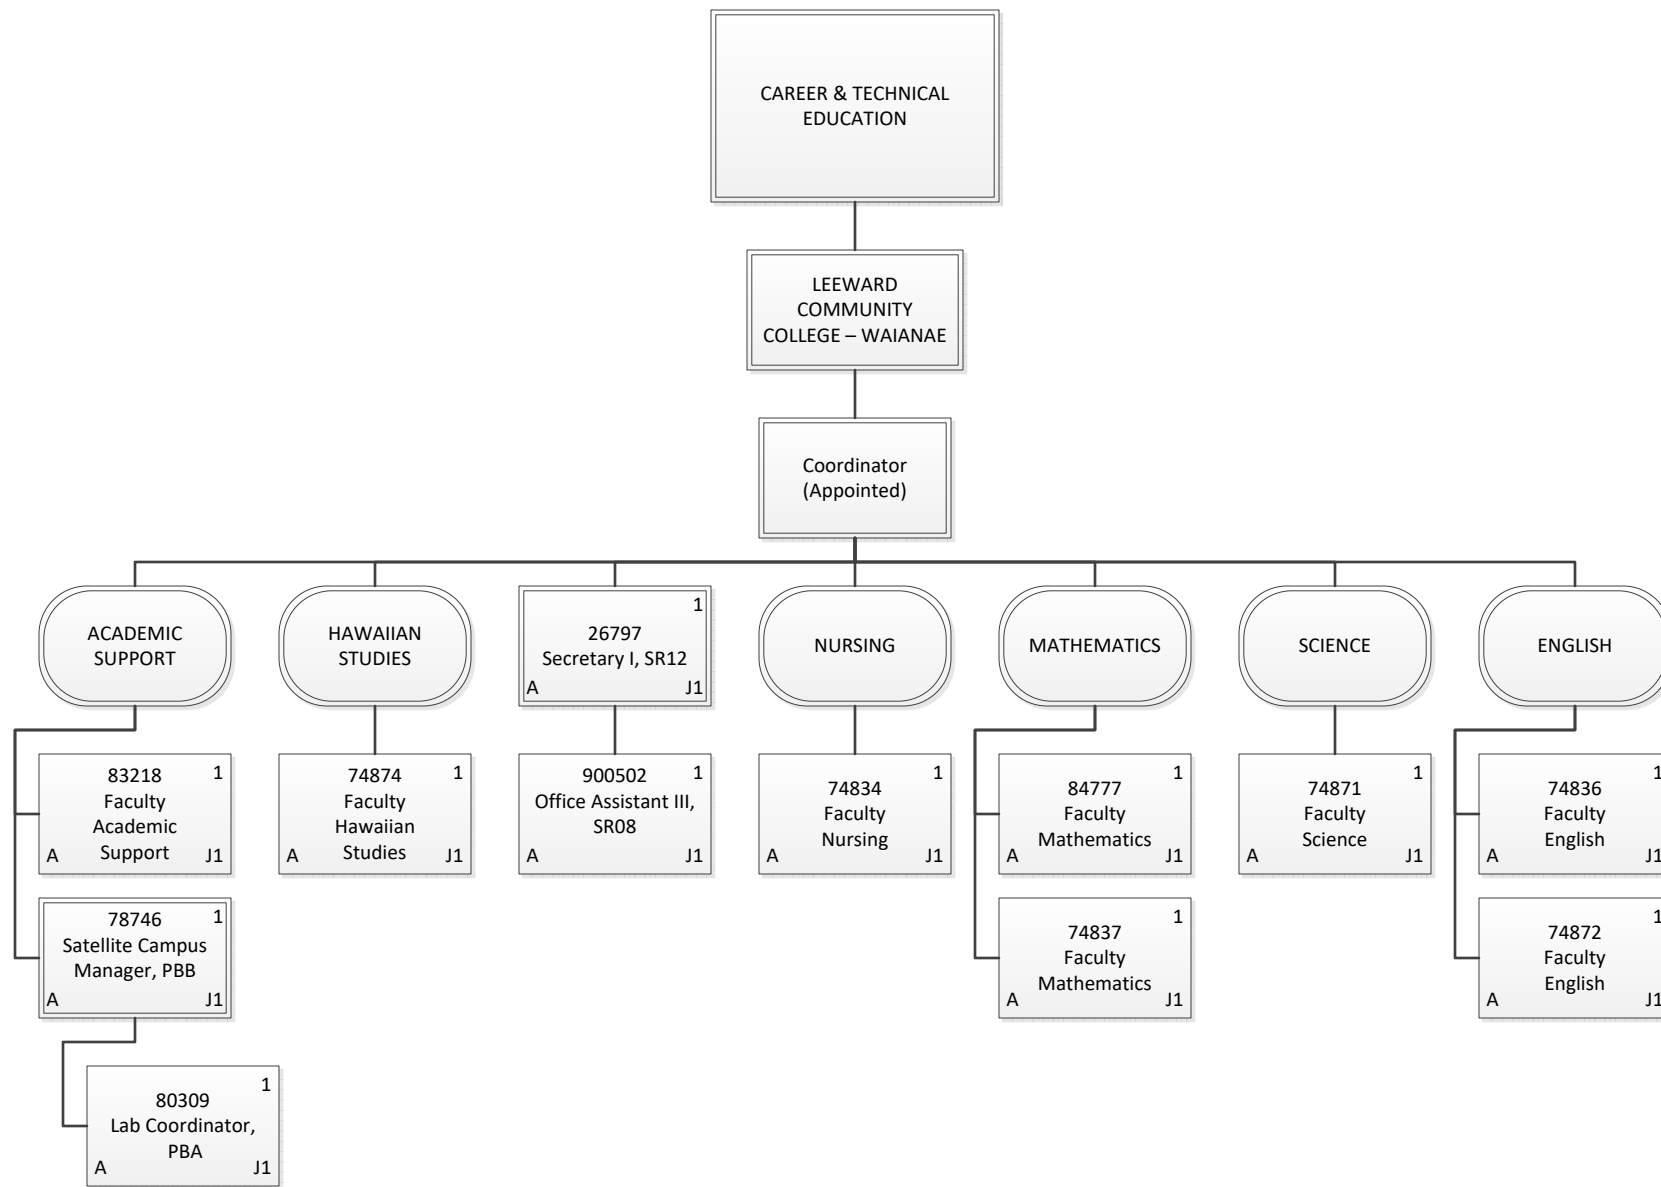 CAREER & TECHNICAL
EDUCATION
LEEWARD
COMMUNITY
COLLEGE – WAIANAE
Coordinator
(Appointed)
ACADEMIC
SUPPORT
HAWAIIAN
STUDIES
1
26797
Secretary I, SR12
A J1
NURSING
MATHEMATICS
SCIENCE
ENGLISH
83218 1
Faculty
Academic
Support
A J1
74874 1
Faculty
Hawaiian
Studies
A J1
900502 1
Office Assistant III,
SR08
A J1
1
74834
Faculty
Nursing
A J1
1
84777
Faculty
Mathematics
A J1
1
74871
Faculty
Science
A J1
1
74836
Faculty
English
A J1
78746 1
Satellite Campus
Manager, PBB
A J1
1
74837
Faculty
Mathematics
A J1
1
74872
Faculty
English
A J1
1
80309
Lab Coordinator,
PBA
A J1